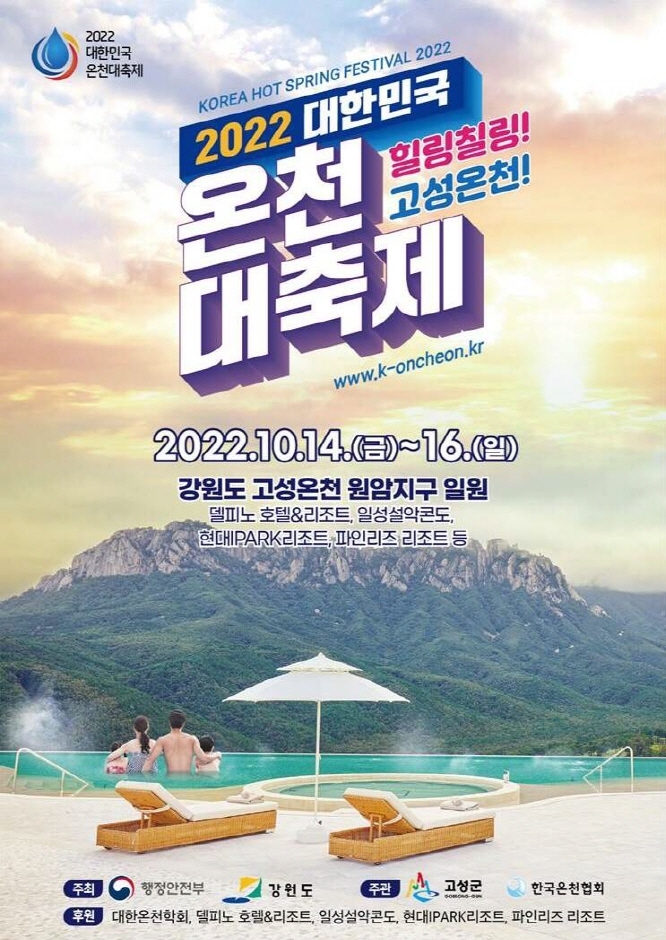 2022
대한민국
온천대축제
KOREA HOT SPRING FESTIVAL 2022
2022 대한민국
온천
대축제
힐링칠링!
고성온천!
www.k-oncheon.kr
2022.10.14.(금)~16.(일)
강원도 고성온천 원암지구 일원
델피노 호텔&리조트, 일성설악콘도,
현대IPARK리조트, 파인리즈 리조트 등
주최 행정안전부 강원도 주관 고성군 GOSEONG-GUN 한국온천협회
후원 대한온천학회, 델피노 호텔&리조트, 일성설악콘도, 현대IPARK리조트, 파인리즈 리조트